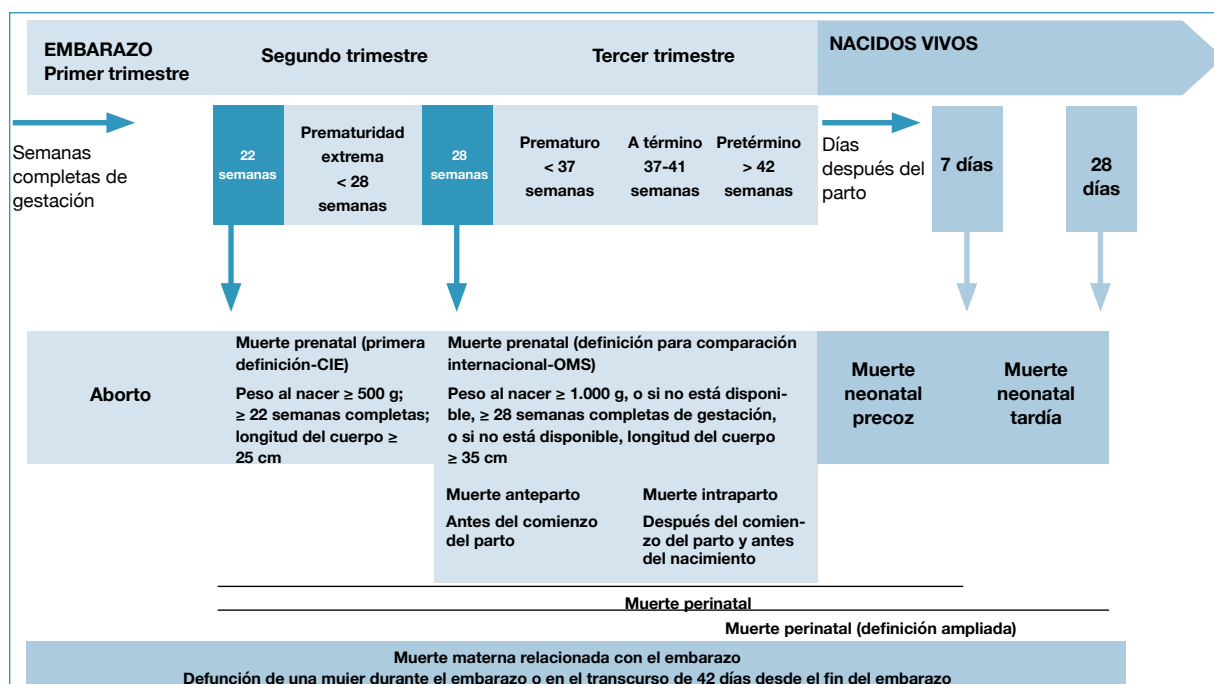 EMBARAZO
Primer trimestre
Segundo trimestre
Tercer trimestre
NACIDOS VIVOS
Semanas
completas de
gestación
22
semanas
Prematuridad
extrema
< 28
semanas
28
semanas
Prematuro
< 37
semanas
A término
37-41
semanas
Pretérmino
> 42
semanas
Días
después del
parto
7 días
28
días
Aborto
Muerte prenatal (primera
definición-CIE)
Peso al nacer ≥ 500 g;
≥ 22 semanas completas;
longitud del cuerpo ≥
25 cm
Muerte prenatal (definición para comparación
internacional-OMS)
Peso al nacer ≥ 1.000 g, o si no está disponi-
ble, ≥ 28 semanas completas de gestación,
o si no está disponible, longitud del cuerpo
≥ 35 cm
Muerte
neonatal
precoz
Muerte
neonatal
tardía
Muerte anteparto
Antes del comienzo
del parto
Muerte intraparto
Después del comien-
zo del parto y antes
del nacimiento
Muerte perinatal
Muerte perinatal (definición ampliada)
Muerte materna relacionada con el embarazo
Defunción de una mujer durante el embarazo o en el transcurso de 42 días desde el fin del embarazo